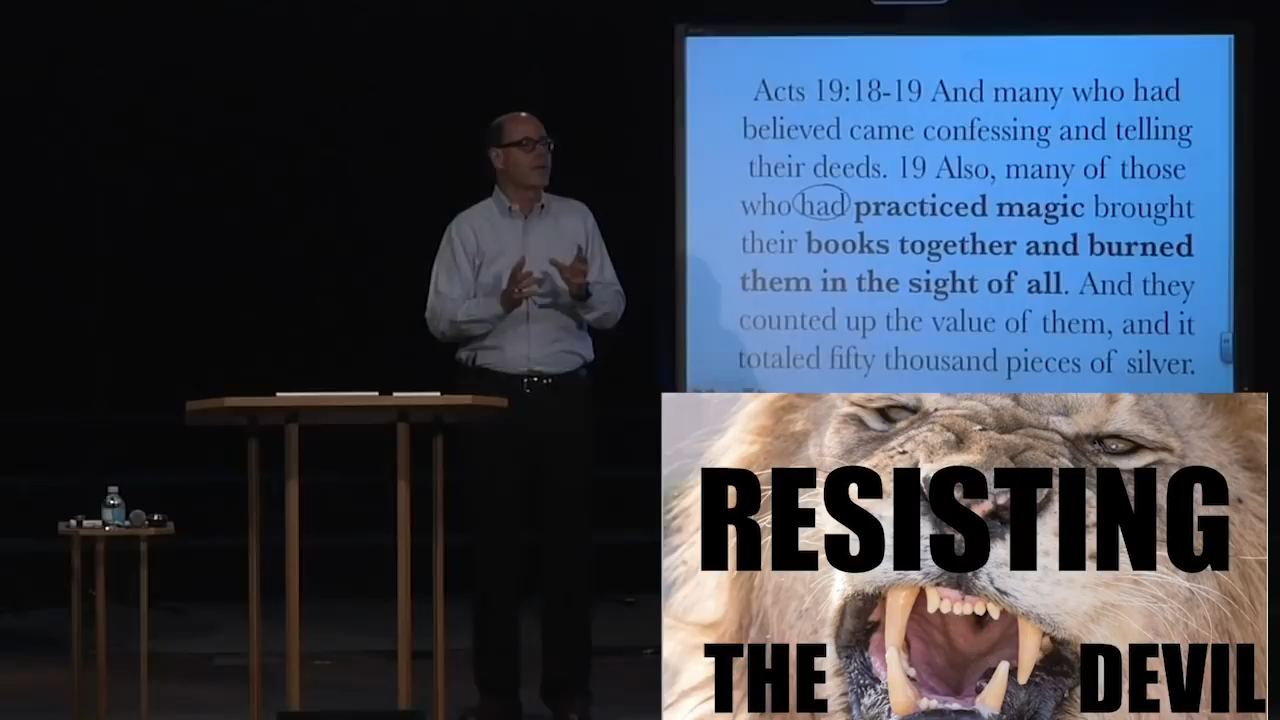 Acts 19:18-19 And many who had
believed came confessing and telling
their deeds. 19 Also, many of those
who had practiced magic brought
their books together and burned
them in the sight of all. And they
counted up the value of them, and it
totaled fifty thousand pieces of silver.
RESISTING
THE DEVIL